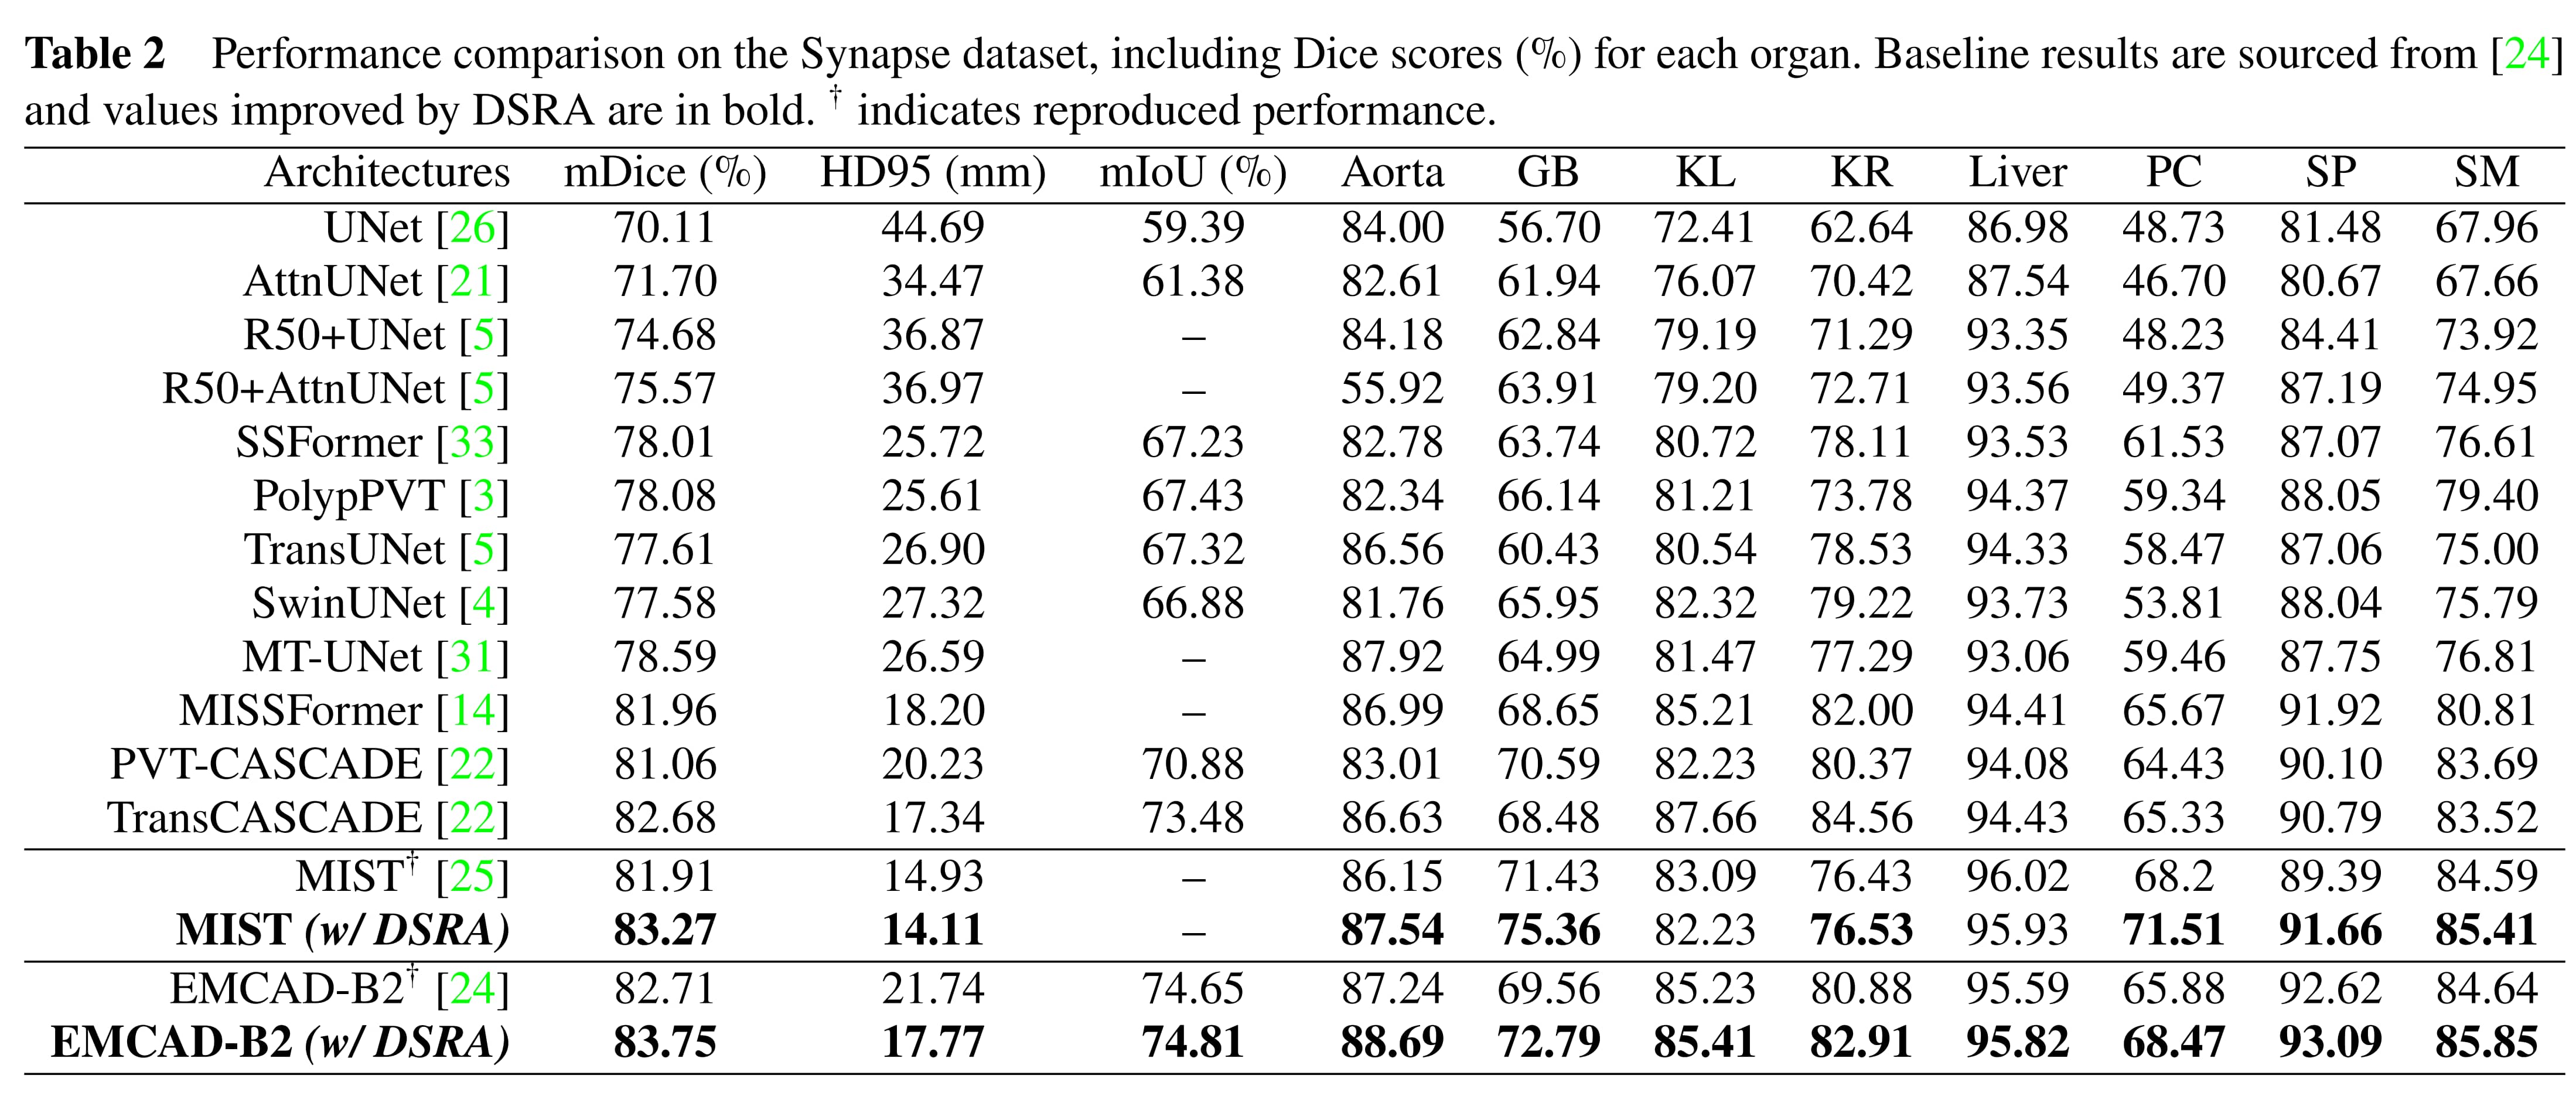 Table 2 Performance comparison on the Synapse dataset, including Dice scores (%) for each organ. Baseline results are sourced from [24]
and values improved by DSRA are in bold. † indicates reproduced performance.
Architectures mDice (%) HD95 (mm) mIoU (%) Aorta GB KL KR Liver PC SP SM
UNet [26] 70.11 44.69 59.39 84.00 56.70 72.41 62.64 86.98 48.73 81.48 67.96
AttnUNet [21] 71.70 34.47 61.38 82.61 61.94 76.07 70.42 87.54 46.70 80.67 67.66
R50+UNet [5] 74.68 36.87 – 84.18 62.84 79.19 71.29 93.35 48.23 84.41 73.92
R50+AttnUNet [5] 75.57 36.97 – 55.92 63.91 79.20 72.71 93.56 49.37 87.19 74.95
SSFormer [33] 78.01 25.72 67.23 82.78 63.74 80.72 78.11 93.53 61.53 87.07 76.61
PolypPVT [3] 78.08 25.61 67.43 82.34 66.14 81.21 73.78 94.37 59.34 88.05 79.40
TransUNet [5] 77.61 26.90 67.32 86.56 60.43 80.54 78.53 94.33 58.47 87.06 75.00
SwinUNet [4] 77.58 27.32 66.88 81.76 65.95 82.32 79.22 93.73 53.81 88.04 75.79
MT-UNet [31] 78.59 26.59 – 87.92 64.99 81.47 77.29 93.06 59.46 87.75 76.81
MISSFormer [14] 81.96 18.20 – 86.99 68.65 85.21 82.00 94.41 65.67 91.92 80.81
PVT-CASCADE [22] 81.06 20.23 70.88 83.01 70.59 82.23 80.37 94.08 64.43 90.10 83.69
TransCASCADE [22] 82.68 17.34 73.48 86.63 68.48 87.66 84.56 94.43 65.33 90.79 83.52
MIST† [25] 81.91 14.93 – 86.15 71.43 83.09 76.43 96.02 68.2 89.39 84.59
MIST (w/ DSRA) 83.27 14.11 – 87.54 75.36 82.23 76.53 95.93 71.51 91.66 85.41
EMCAD-B2† [24] 82.71 21.74 74.65 87.24 69.56 85.23 80.88 95.59 65.88 92.62 84.64
EMCAD-B2 (w/ DSRA) 83.75 17.77 74.81 88.69 72.79 85.41 82.91 95.82 68.47 93.09 85.85